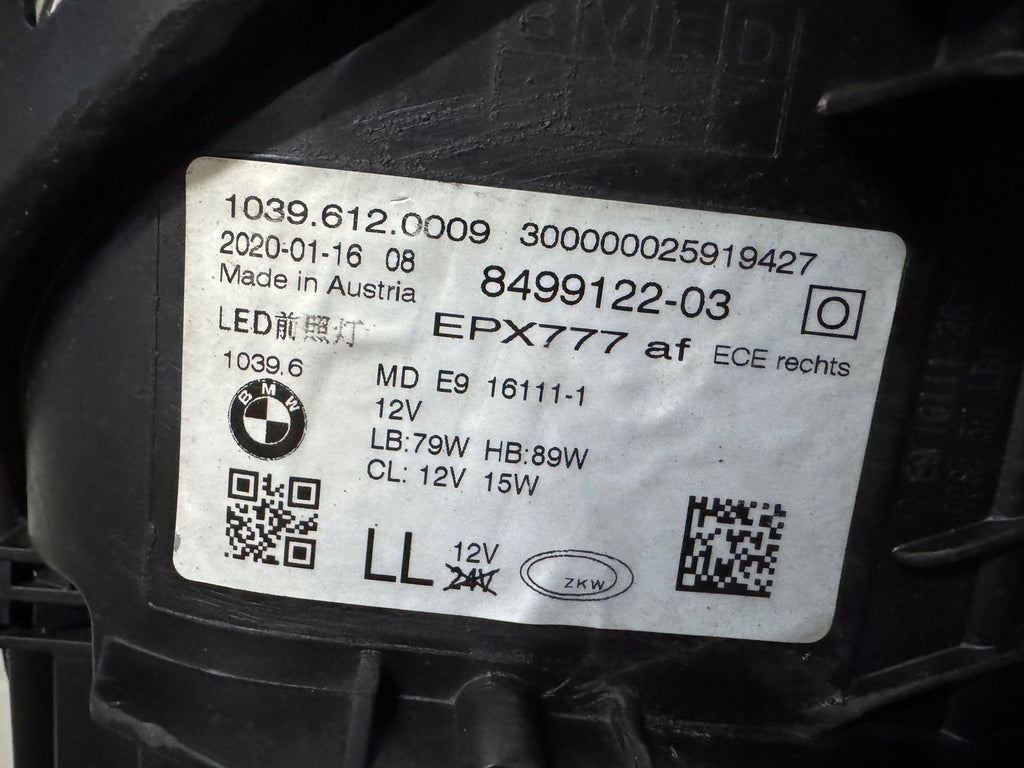 1039.612.0009 300000025919427
2020-01-16 08
8499122-03
O
Made in Austria
LED前照灯
EPX777 af ECE rechts
1039.6
BMW
MD E9 16111-1
12V
LB:79W HB:89W
CL: 12V 15W
LL
12V
24V
ZKW